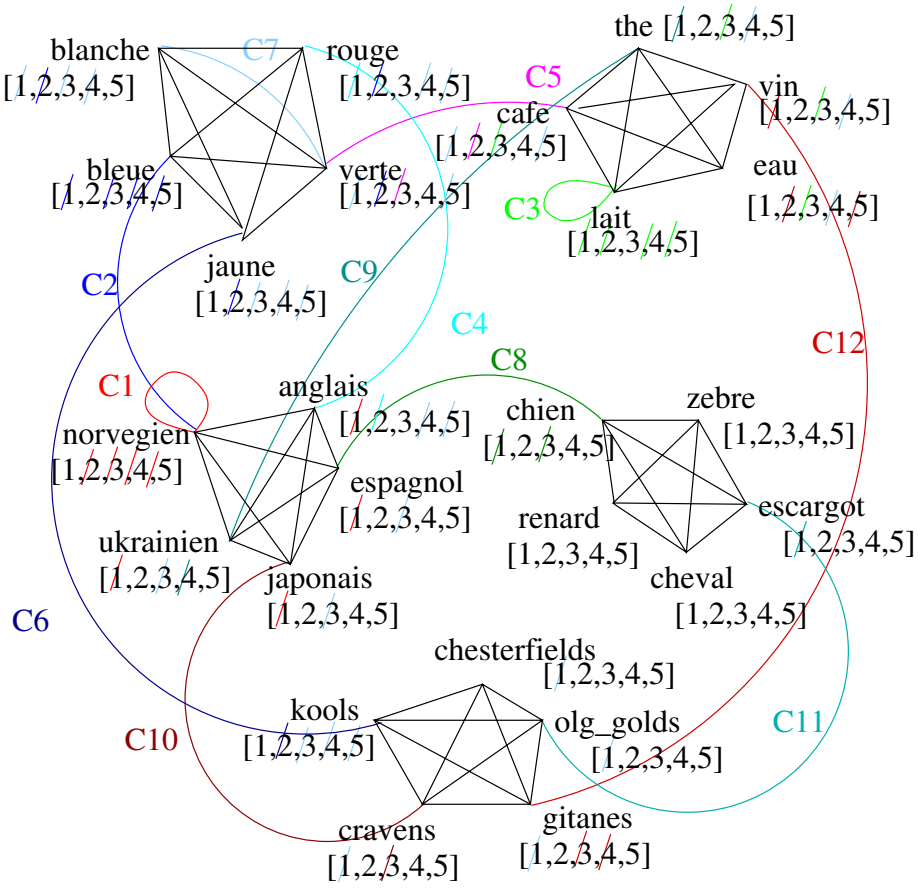 the [1,2,3,4,5]
blanche
[1,2,3,4,5]
C7
rouge
[1,2,3,4,5]
C5
vin
[1,2,3,4,5]
cafe
[1,2,3,4,5]
bleue
[1,2,3,4,5]
verte
[1,2,3,4,5]
eau
[1,2,3,4,5]
C3
lait
[1,2,3,4,5]
jaune
[1,2,3,4,5]
C2
C9
C4
C12
C8
C1
anglais
[1,2,3,4,5]
chien
[1,2,3,4,5]
zebre
[1,2,3,4,5]
norvegien
[1,2,3,4,5]
espagnol
[1,2,3,4,5]
renard
[1,2,3,4,5]
escargot
[1,2,3,4,5]
ukrainien
[1,2,3,4,5]
japonais
[1,2,3,4,5]
cheval
[1,2,3,4,5]
C6
chesterfields
[1,2,3,4,5]
kools
[1,2,3,4,5]
olg_golds
[1,2,3,4,5]
C11
C10
cravens
[1,2,3,4,5]
gitanes
[1,2,3,4,5]